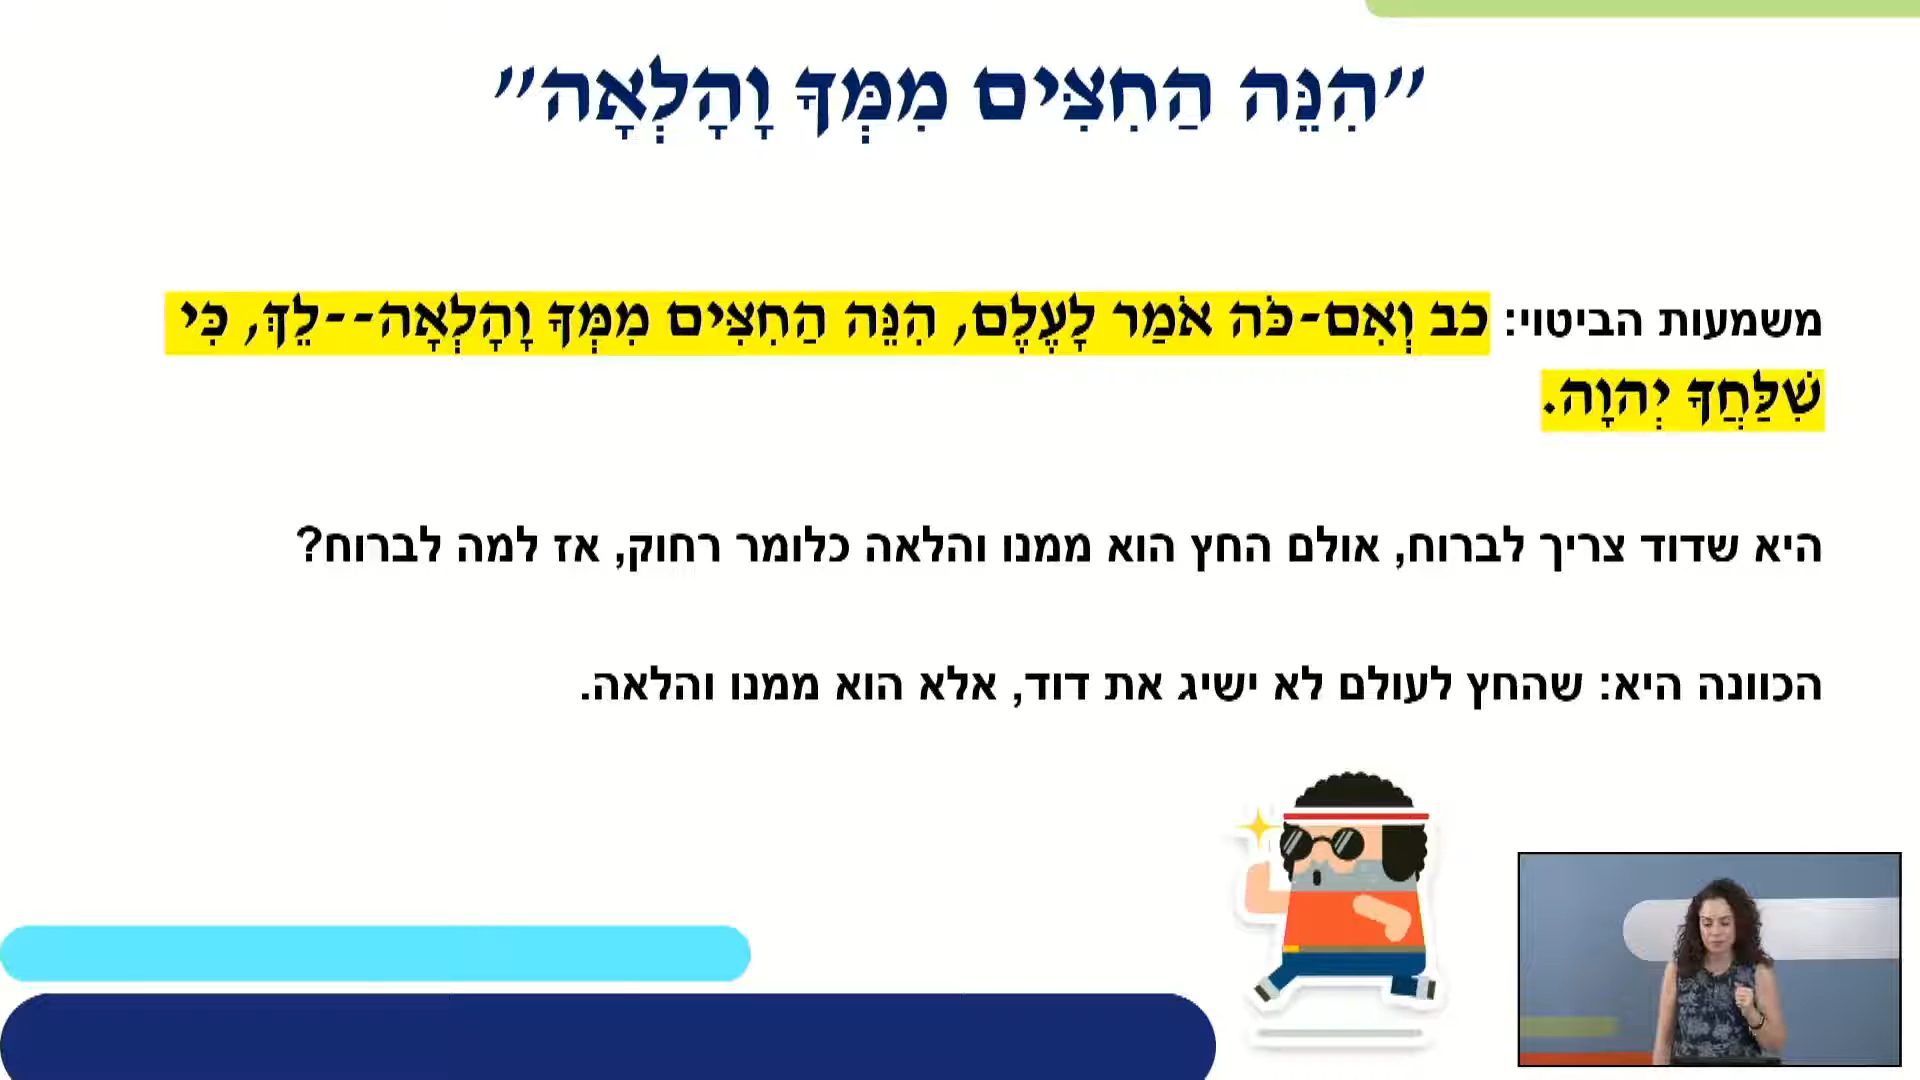 "הִנֵּה הַחִצִּים מִמְּךָ וָהָלְאָה"
משמעות הביטוי: כב וְאִם-כֹּה אֹמַר לָעֶלֶם, הִנֵּה הַחִצִּים מִמְּךָ וָהָלְאָה--לֵךְ, כִּי
שִׁלַּחֲךָ יְהוָה.
היא שדוד צריך לברוח, אולם החץ הוא ממנו והלאה כלומר רחוק, אז למה לברוח?
הכוונה היא: שהחץ לעולם לא ישיג את דוד, אלא הוא ממנו והלאה.